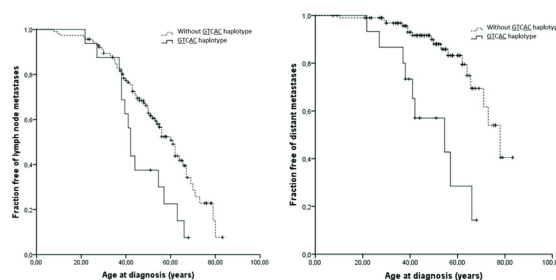 Without GTCAC haplotype
GTCAC haplotype
Fraction free of lymph node metastases
1,0
0,8
0,6
0,4
0,2
0,0
,00 20,00 40,00 60,00 80,00 100,00
Age at diagnosis (years)
Without GTCAC haplotype
GTCAC haplotype
Fraction free of distant metastases
1,0
0,8
0,6
0,4
0,2
0,0
,00 20,00 40,00 60,00 80,00 100,00
Age at diagnosis (years)